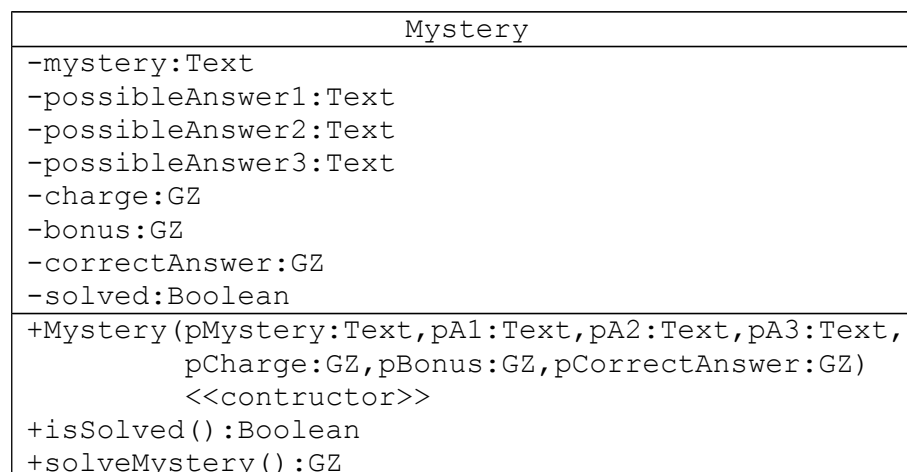 Mystery
-mystery:Text
-possibleAnswer1:Text
-possibleAnswer2:Text
-possibleAnswer3:Text
-charge:GZ
-bonus:GZ
-correctAnswer:GZ
-solved:Boolean
+Mystery(pMystery:Text,pA1:Text,pA2:Text,pA3:Text,
pCharge:GZ,pBonus:GZ,pCorrectAnswer:GZ)
<<contructor>>
+isSolved():Boolean
+solveMystery():GZ